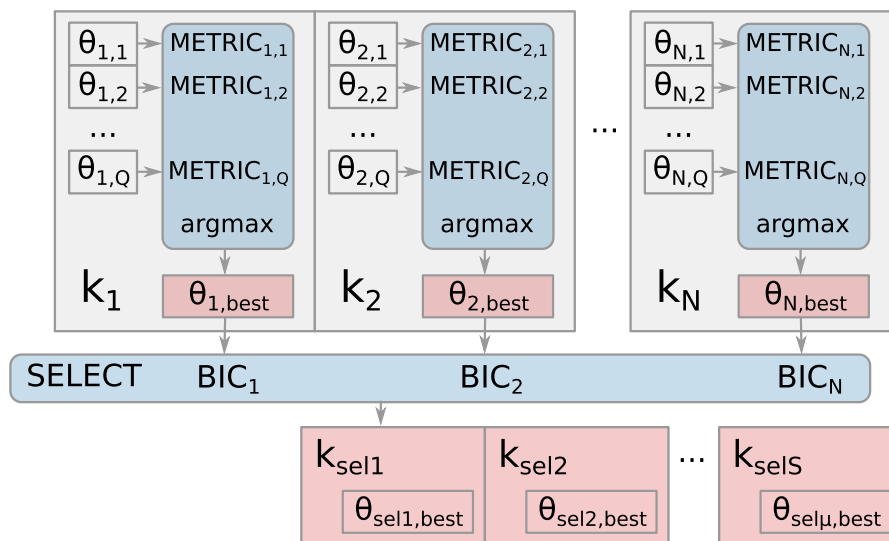 θ1,1 METRIC1,1 θ2,1 METRIC2,1 θN,1 METRICN,1
θ1,2 METRIC1,2 θ2,2 METRIC2,2 θN,2 METRICN,2
... ... ... ...
θ1,Q METRIC1,Q θ2,Q METRIC2,Q θN,Q METRICN,Q
argmax argmax argmax
k1 θ1,best k2 θ2,best kN θN,best
SELECT BIC1 BIC2 BICN
ksel1 ksel2 ... kselS
θsel1,best θsel2,best θselμ,best